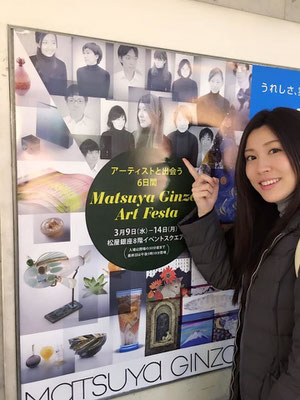 うれしさ、
アーティストと出会う
6日間
Matsuya Ginza
Art Festa
3月9日(水)－14日(月)
松屋銀座8階イベントスクエア
MATSUYA GINZA